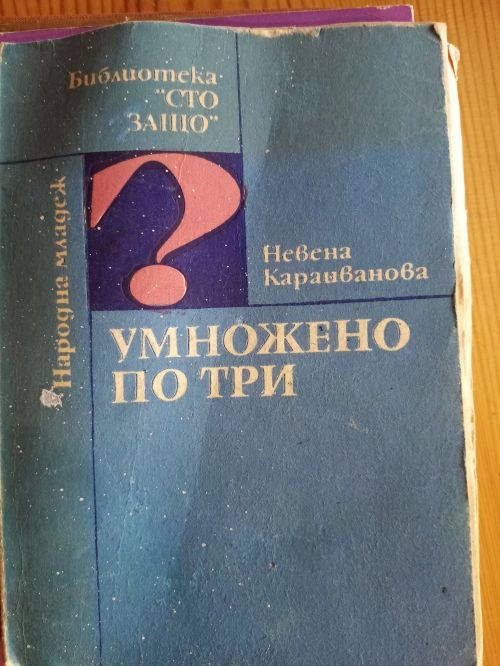 Библиотека
"СТО
ЗАЩО"
?
Народна младеж
Невена
Караиванова
УМНОЖЕНО
ПО ТРИ